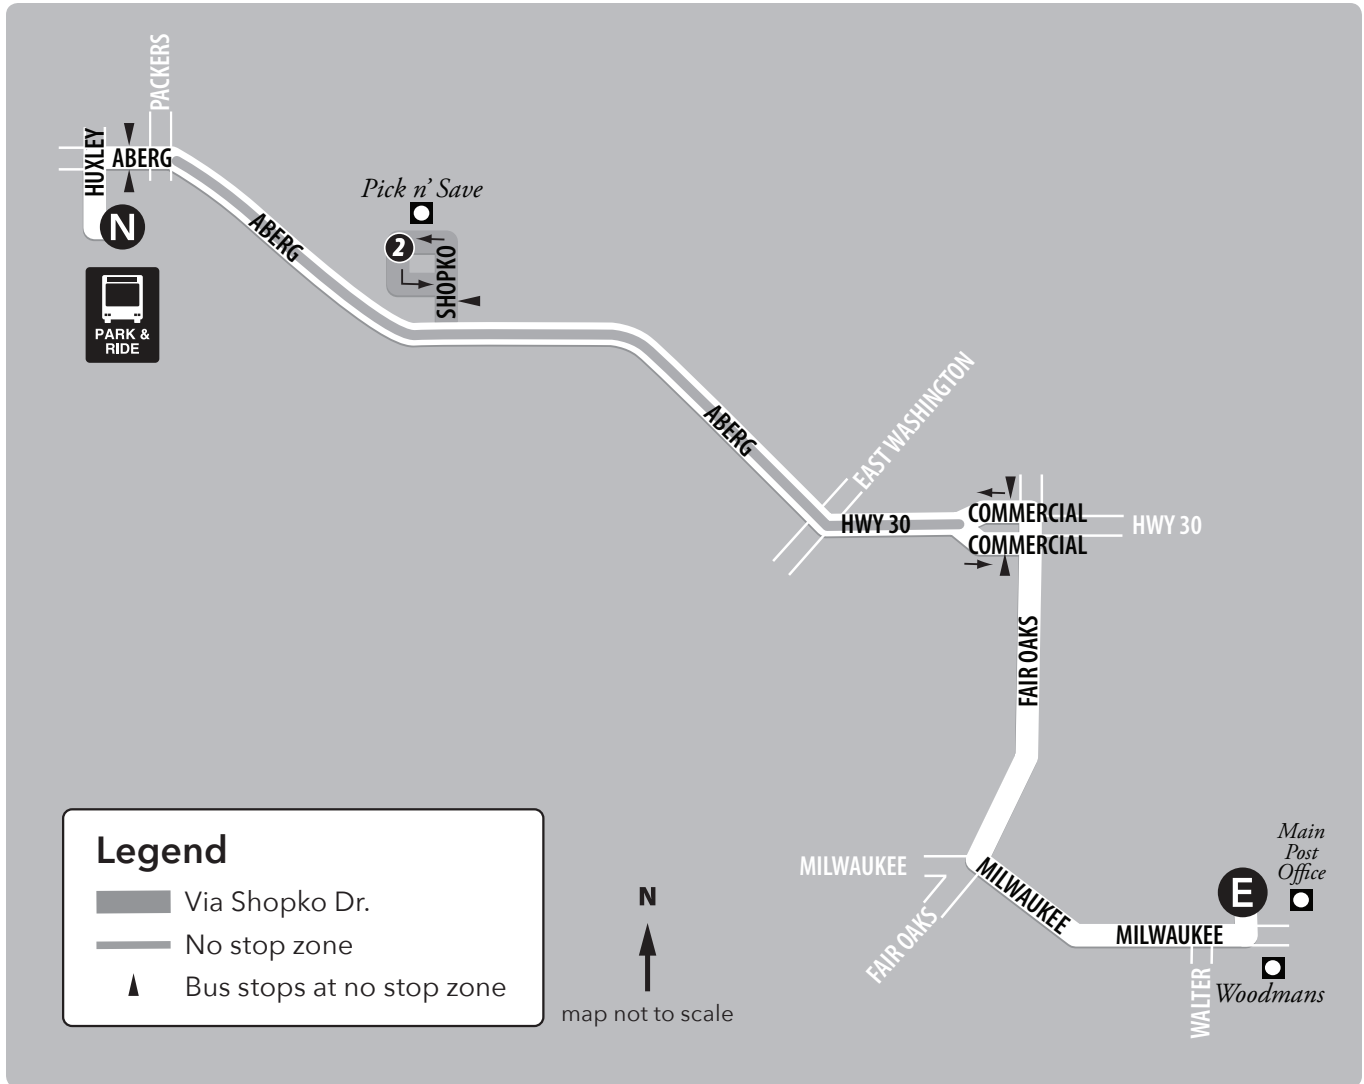 PACKERS
HUXLEY
ABERG
N
PARK &
RIDE
Pick n’ Save
2
SHOPKO
ABERG
ABERG
EAST WASHINGTON
HWY 30
COMMERCIAL
COMMERCIAL
HWY 30
FAIR OAKS
MILWAUKEE
FAIR OAKS
MILWAUKEE
MILWAUKEE
WALTER
E
Main
Post
Office
Woodmans
Legend
Via Shopko Dr.
No stop zone
Bus stops at no stop zone
N
map not to scale